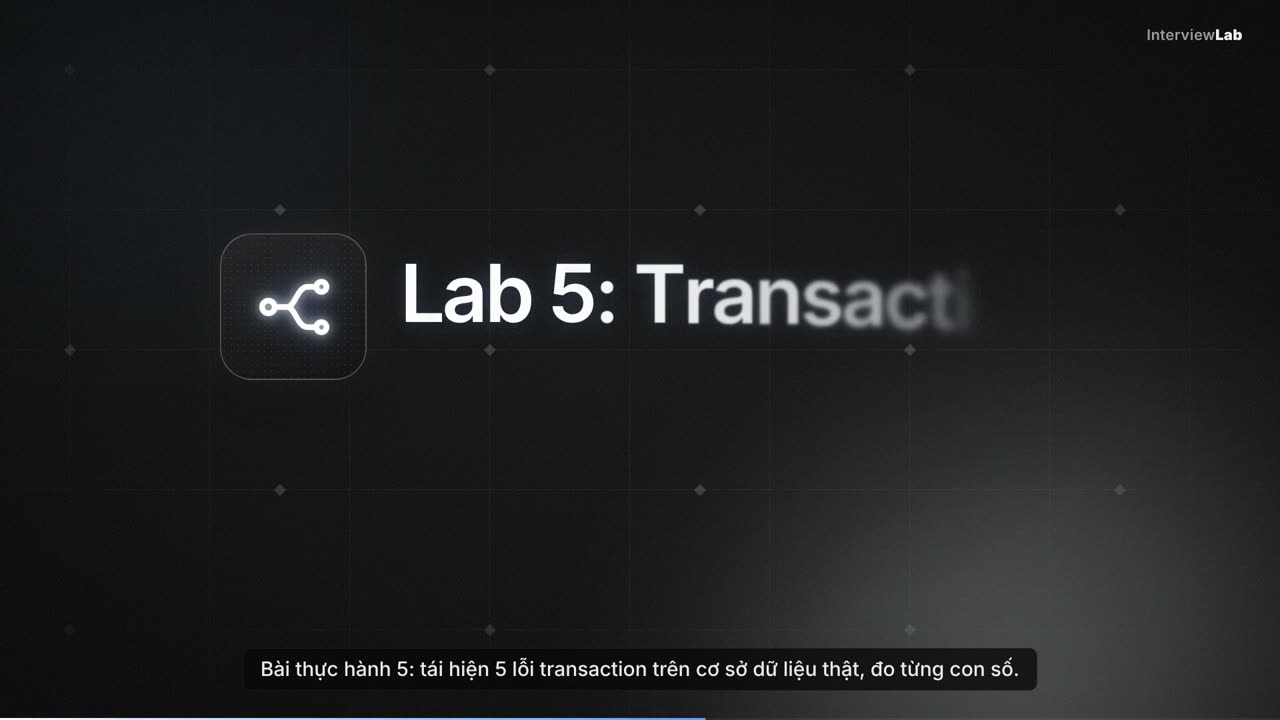 InterviewLab
Lab 5: Transacti
Bài thực hành 5: tái hiện 5 lỗi transaction trên cơ sở dữ liệu thật, đo từng con số.